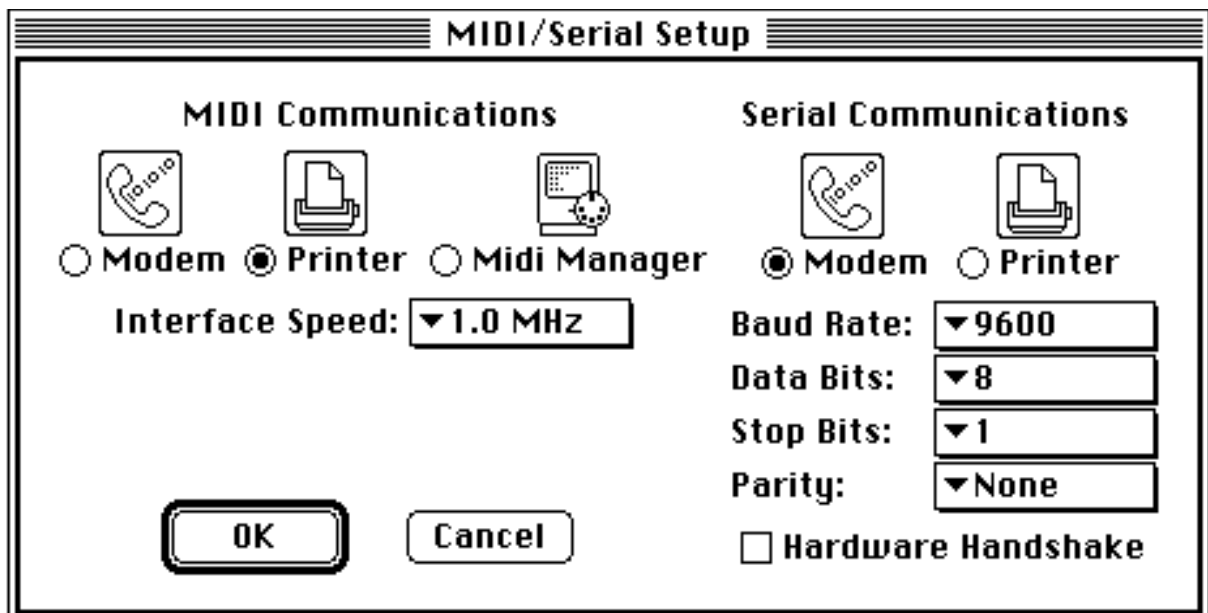 MIDI/Serial Setup
MIDI Communications
Modem Printer Midi Manager
Interface Speed: 1.0 MHz
OK Cancel
Serial Communications
Modem Printer
Baud Rate: 9600
Data Bits: 8
Stop Bits: 1
Parity: None
Hardware Handshake